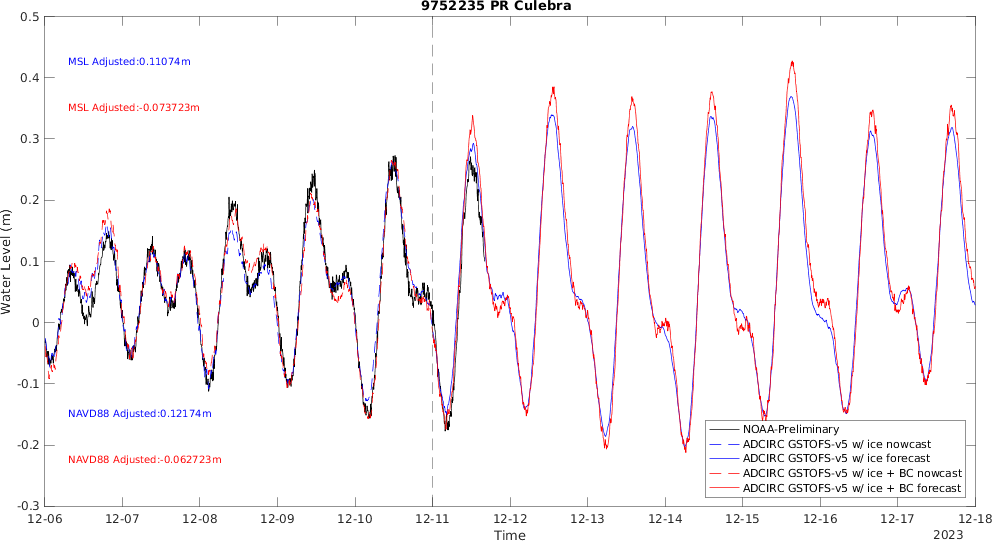 9752235 PR Culebra
0.5
0.4
0.3
0.2
0.1
0
-0.1
-0.2
-0.3
Water Level (m)
MSL Adjusted:0.11074m
MSL Adjusted:-0.073723m
NAVD88 Adjusted:0.12174m
NAVD88 Adjusted:-0.062723m
NOAA-Preliminary
ADCIRC GSTOFS-v5 w/ ice nowcast
ADCIRC GSTOFS-v5 w/ ice forecast
ADCIRC GSTOFS-v5 w/ ice + BC nowcast
ADCIRC GSTOFS-v5 w/ ice + BC forecast
12-06 12-07 12-08 12-09 12-10 12-11 12-12 12-13 12-14 12-15 12-16 12-17 12-18
Time
2023